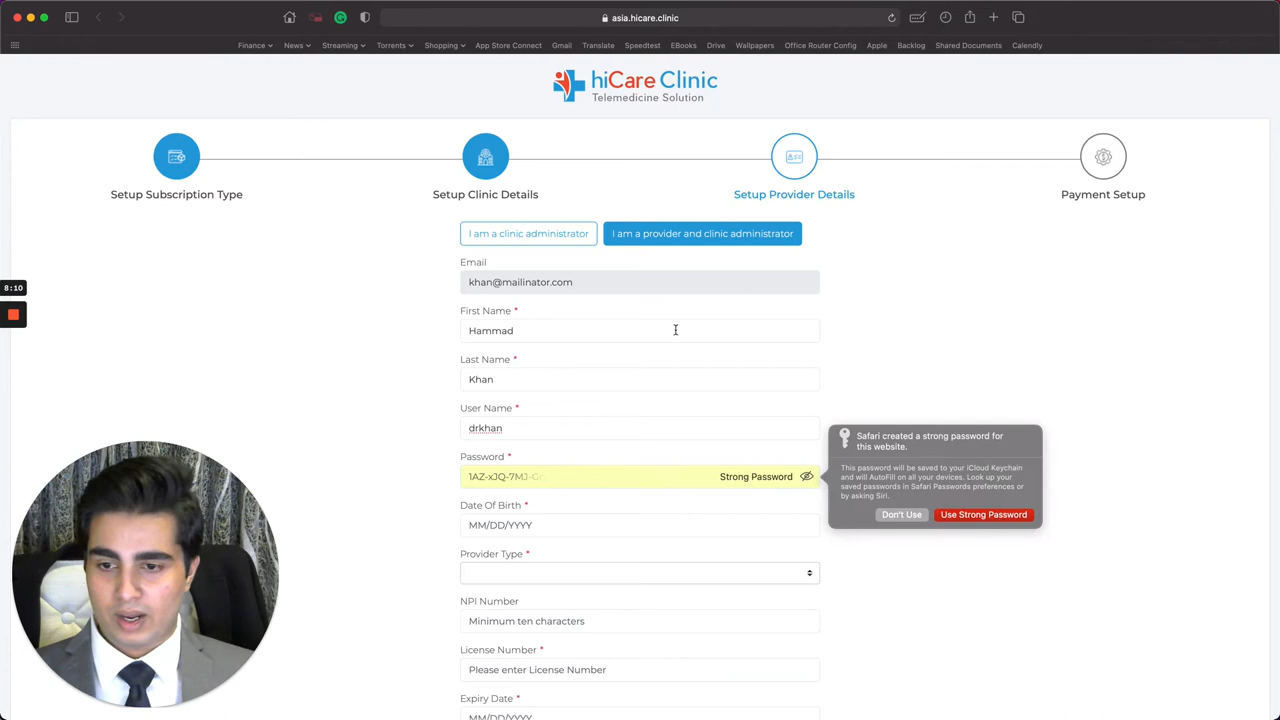 asia.hicare.clinic
Finance News Streaming Torrents Shopping App Store Connect Gmail Translate Speedtest EBooks Drive Wallpapers Office Router Config Apple Backlog Shared Documents Calendly
hiCare Clinic
Telemedicine Solution
Setup Subscription Type Setup Clinic Details Setup Provider Details Payment Setup
I am a clinic administrator I am a provider and clinic administrator
Email
khan@mailinator.com
8:10
First Name *
Hammad
Last Name *
Khan
User Name *
drkhan
Safari created a strong password for
this website.
Password *
1AZ-xJQ-7MJ-G Strong Password
This password will be saved to your iCloud Keychain
and will AutoFill on all your devices. Look up your
saved passwords in Safari Passwords preferences or
by asking Siri.
Don't Use Use Strong Password
Date Of Birth *
MM/DD/YYYY
Provider Type *
NPI Number
Minimum ten characters
License Number *
Please enter License Number
Expiry Date *
MM/DD/YYYY